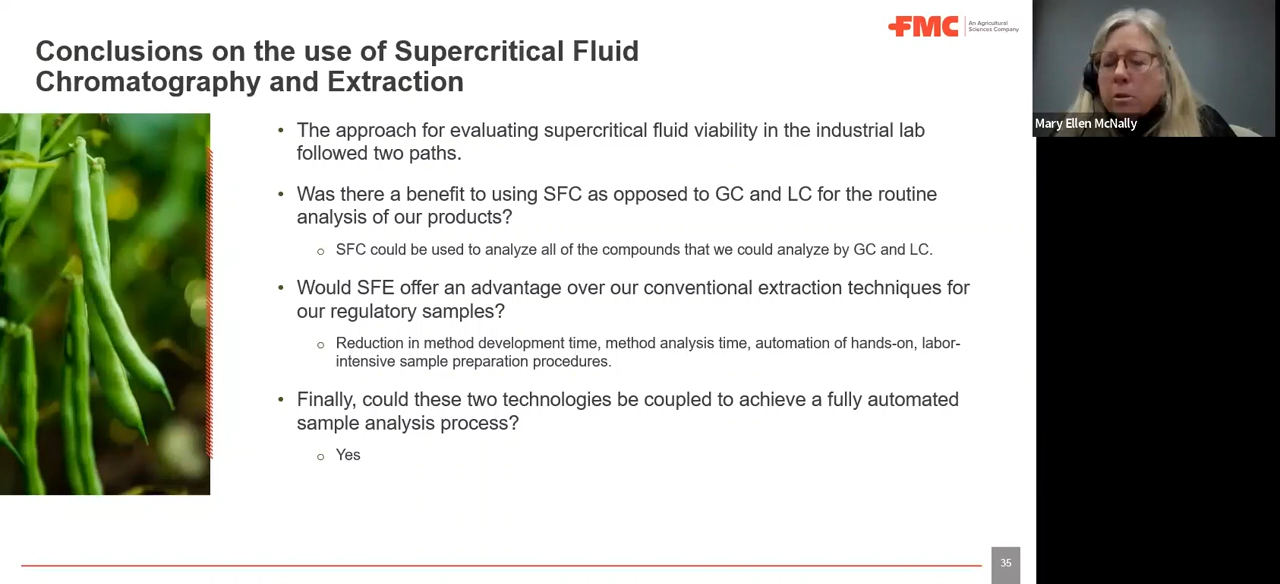 FMC
An Agricultural
Sciences Company
Conclusions on the use of Supercritical Fluid
Chromatography and Extraction
Mary Ellen McNally
• The approach for evaluating supercritical fluid viability in the industrial lab
followed two paths.
• Was there a benefit to using SFC as opposed to GC and LC for the routine
analysis of our products?
o SFC could be used to analyze all of the compounds that we could analyze by GC and LC.
• Would SFE offer an advantage over our conventional extraction techniques for
our regulatory samples?
o Reduction in method development time, method analysis time, automation of hands-on, labor-
intensive sample preparation procedures.
• Finally, could these two technologies be coupled to achieve a fully automated
sample analysis process?
o Yes
35